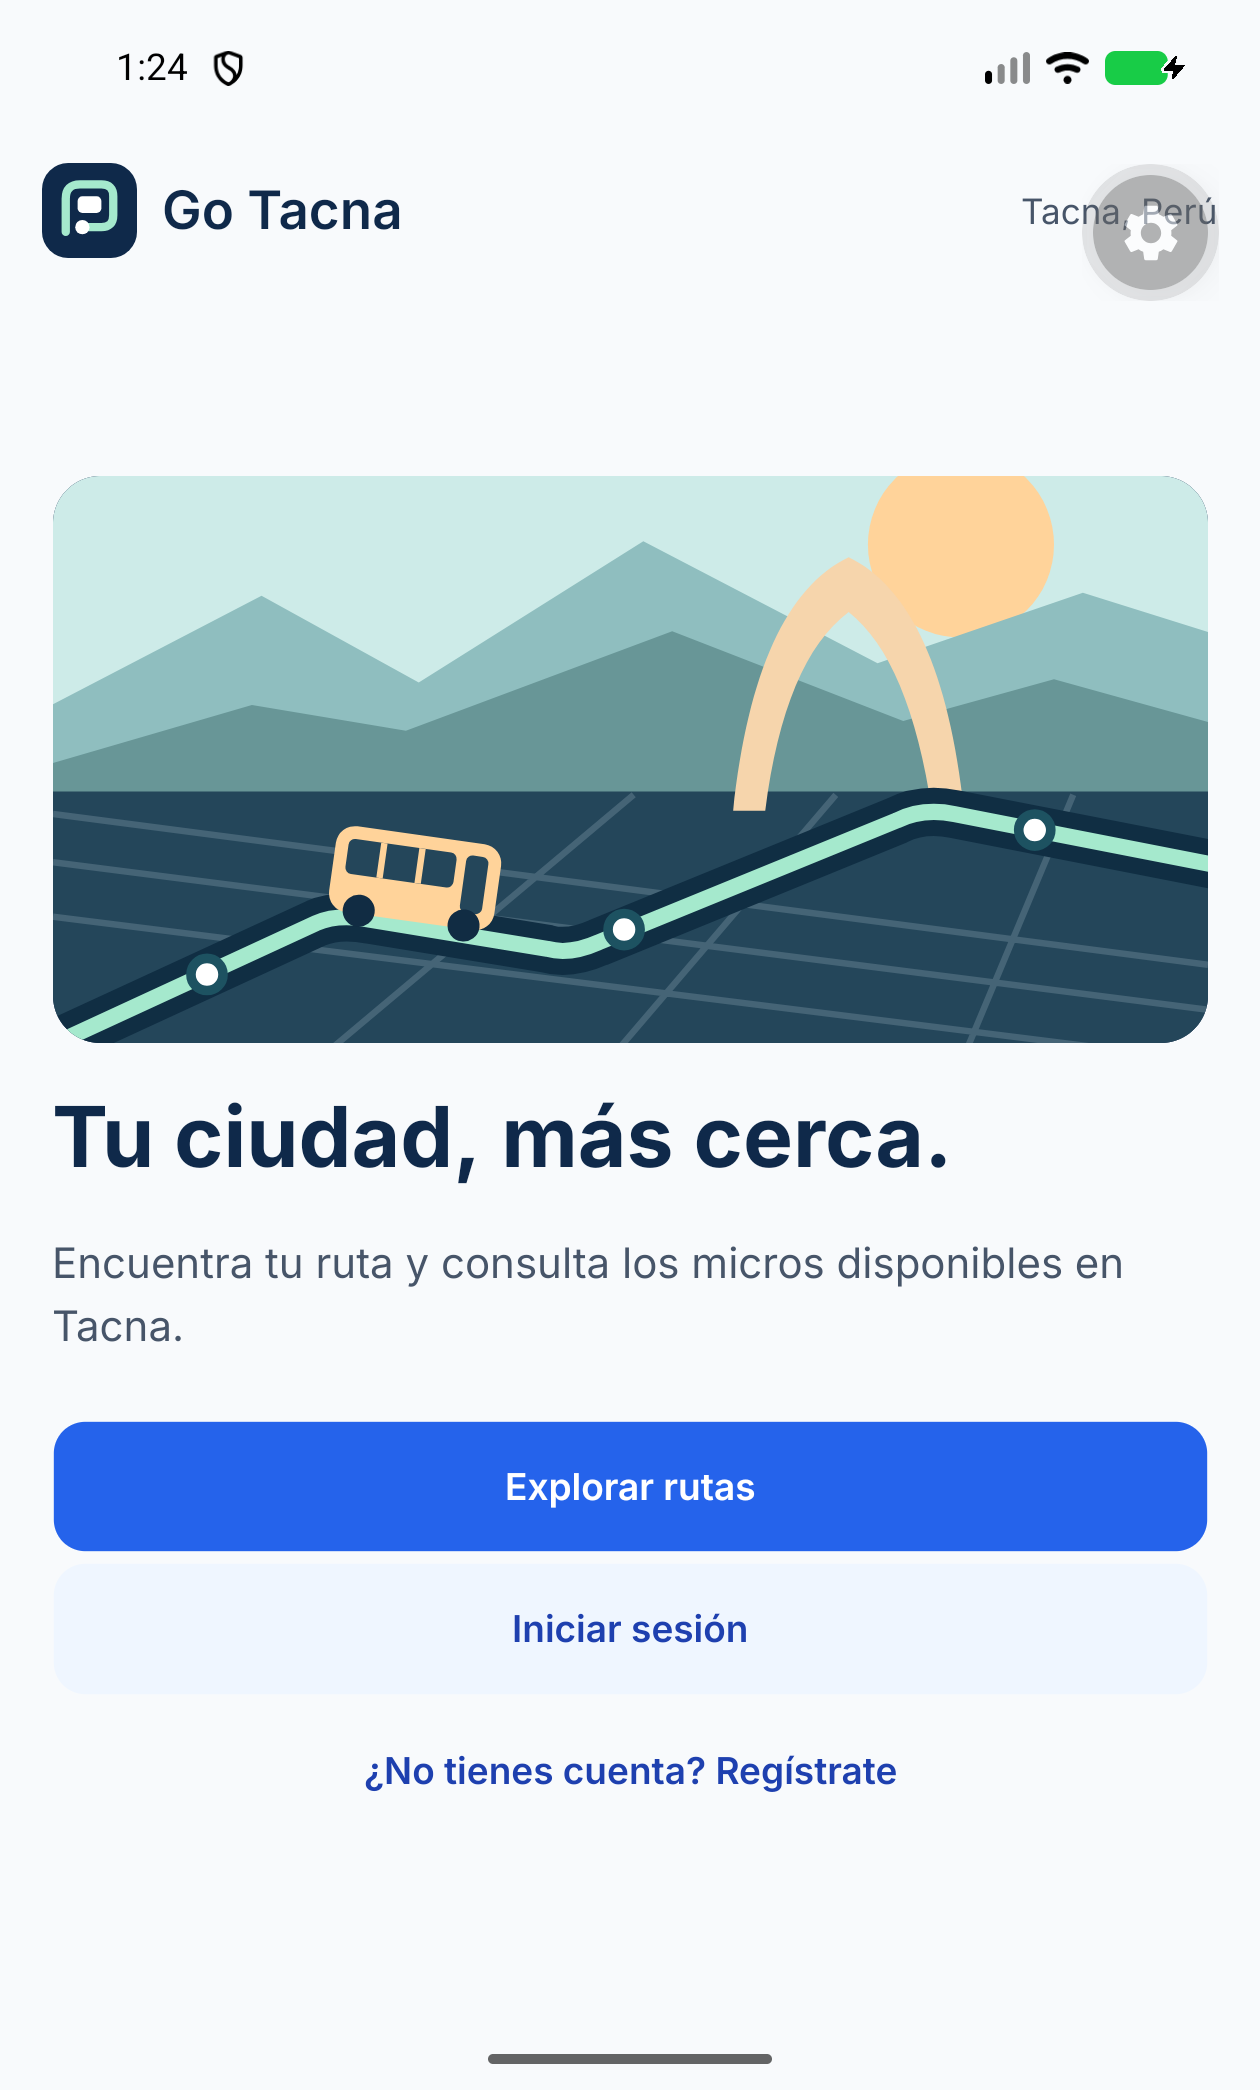 1:24
Go Tacna
Tacna, Perú
Tu ciudad, más cerca.
Encuentra tu ruta y consulta los micros disponibles en
Tacna.
Explorar rutas
Iniciar sesión
¿No tienes cuenta? Regístrate